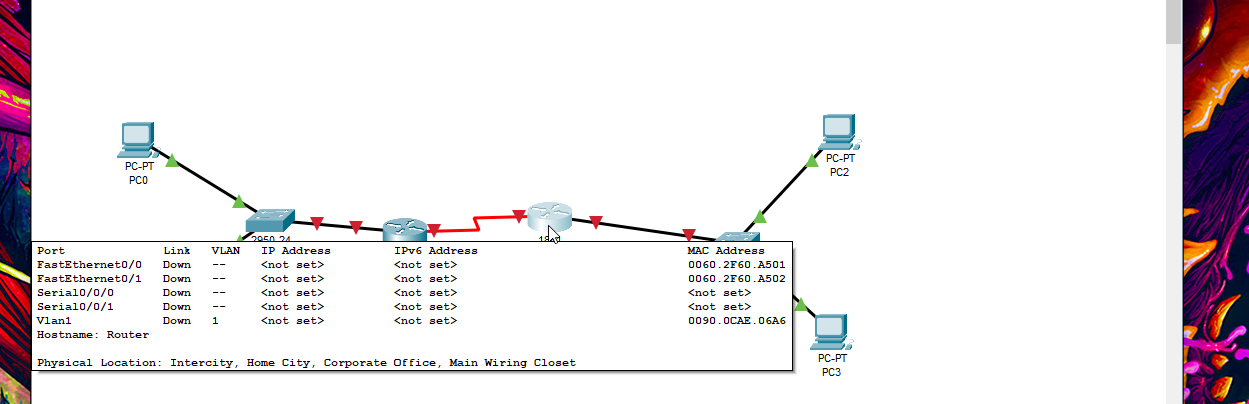 PC-PT
PC0
PC-PT
PC2
2950-24
Port Link VLAN IP Address IPv6 Address MAC Address
FastEthernet0/0 Down -- <not set> <not set> 0060.2F60.A501
FastEthernet0/1 Down -- <not set> <not set> 0060.2F60.A502
Serial0/0/0 Down -- <not set> <not set> <not set>
Serial0/0/1 Down -- <not set> <not set> <not set>
Vlan1 Down 1 <not set> <not set> 0090.0CAE.06A6
Hostname: Router
Physical Location: Intercity, Home City, Corporate Office, Main Wiring Closet
PC-PT
PC3